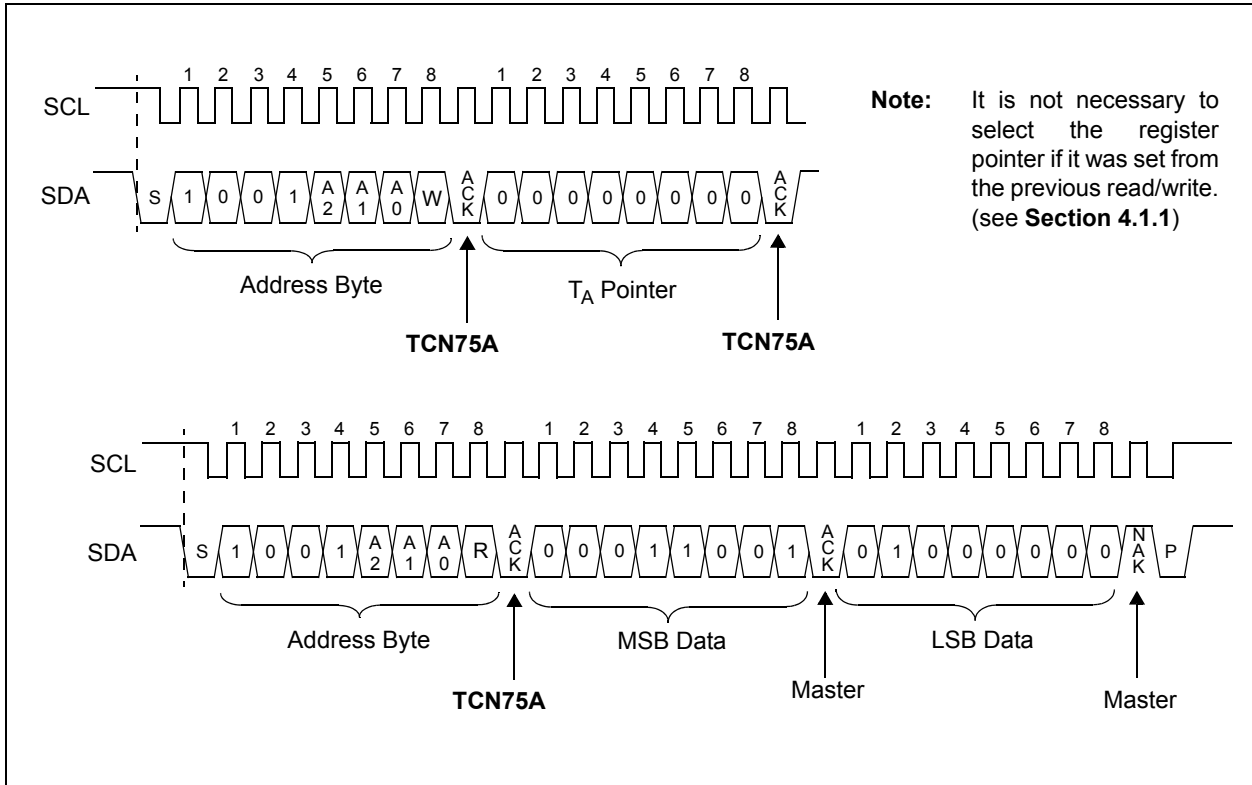 1 2 3 4 5 6 7 8 1 2 3 4 5 6 7 8
SCL
SDA S 1 0 0 1 A2 A1 A0 W ACK 0 0 0 0 0 0 0 0 ACK
Address Byte TA Pointer
TCN75A TCN75A
Note: It is not necessary to
select the register
pointer if it was set from
the previous read/write.
(see Section 4.1.1)
1 2 3 4 5 6 7 8 1 2 3 4 5 6 7 8 1 2 3 4 5 6 7 8
SCL
SDA S 1 0 0 1 A2 A1 A0 R ACK 0 0 0 1 1 0 0 1 ACK 0 1 0 0 0 0 0 0 NAK P
Address Byte MSB Data LSB Data
TCN75A Master Master